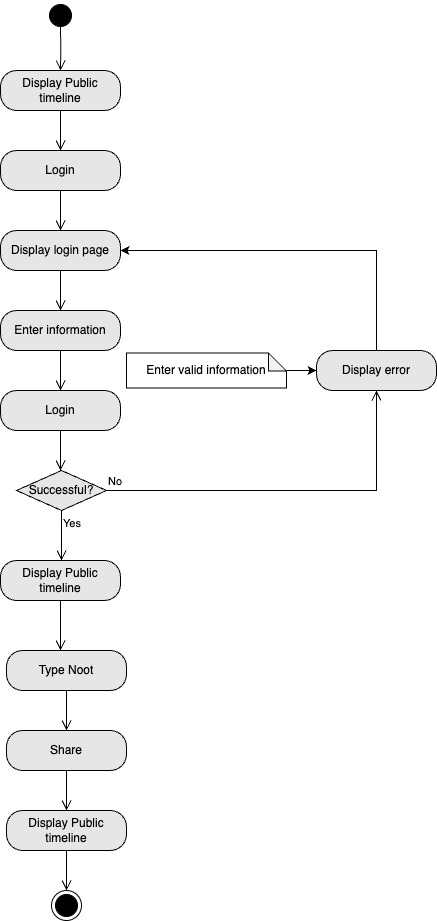 Display Public
timeline
Login
Display login page
Enter information
Enter valid information
Display error
Login
Successful?
No
Yes
Display Public
timeline
Type Noot
Share
Display Public
timeline